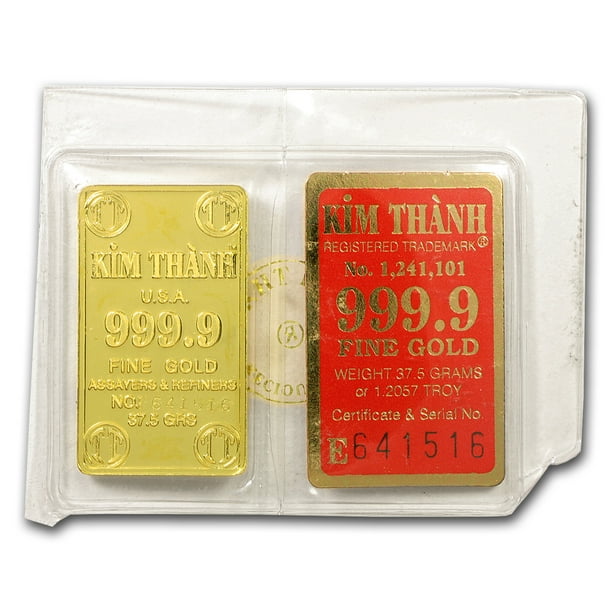 KIM THÀNH
U.S.A.
999.9
FINE GOLD
ASSAYERS & REFINERS
NO: 641516
37.5 GRS
KIM THÀNH
REGISTERED TRADEMARK®
No. 1,241,101
999.9
FINE GOLD
WEIGHT 37.5 GRAMS
or 1.2057 TROY
Certificate & Serial No.
E641516